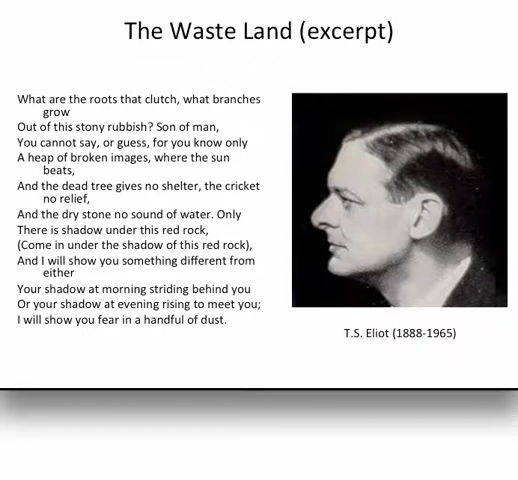 The Waste Land (excerpt)
What are the roots that clutch, what branches
grow
Out of this stony rubbish? Son of man,
You cannot say, or guess, for you know only
A heap of broken images, where the sun
beats,
And the dead tree gives no shelter, the cricket
no relief,
And the dry stone no sound of water. Only
There is shadow under this red rock,
(Come in under the shadow of this red rock),
And I will show you something different from
either
Your shadow at morning striding behind you
Or your shadow at evening rising to meet you;
I will show you fear in a handful of dust.
T.S. Eliot (1888-1965)